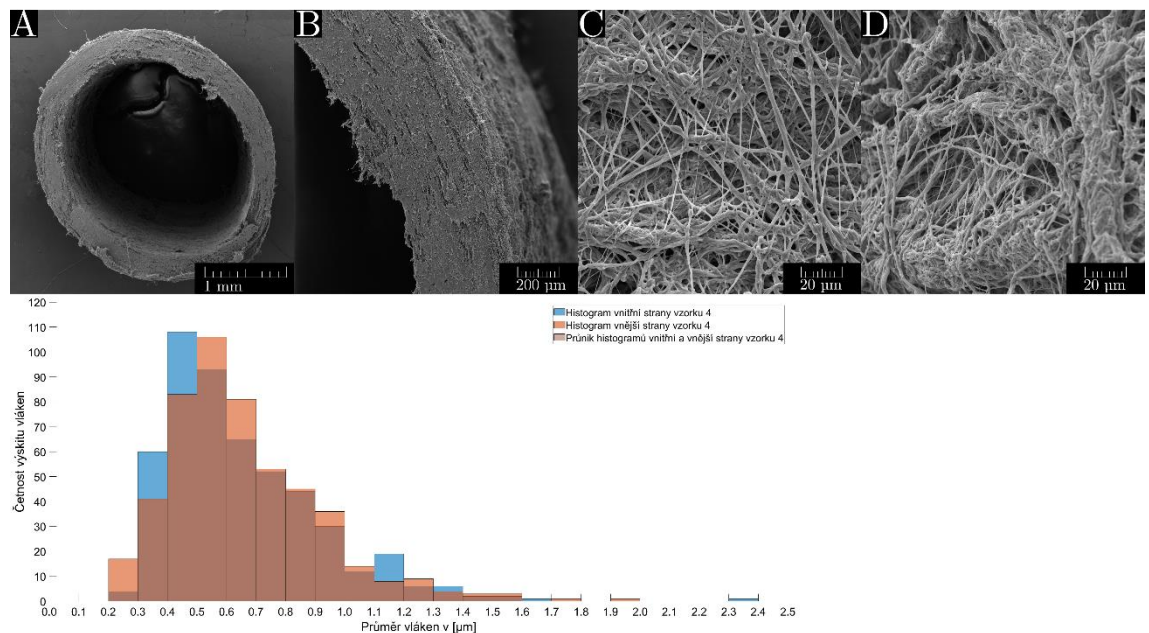 A
B
C
D
1 mm
200 µm
20 µm
20 µm
Histogram vnitřní strany vzorku 4
Histogram vnější strany vzorku 4
Průnik histogramů vnitřní a vnější strany vzorku 4
Četnost výskitu vláken
120
110
100
90
80
70
60
50
40
30
20
10
0
0.0 0.1 0.2 0.3 0.4 0.5 0.6 0.7 0.8 0.9 1.0 1.1 1.2 1.3 1.4 1.5 1.6 1.7 1.8 1.9 2.0 2.1 2.2 2.3 2.4 2.5
Průměr vláken v [µm]